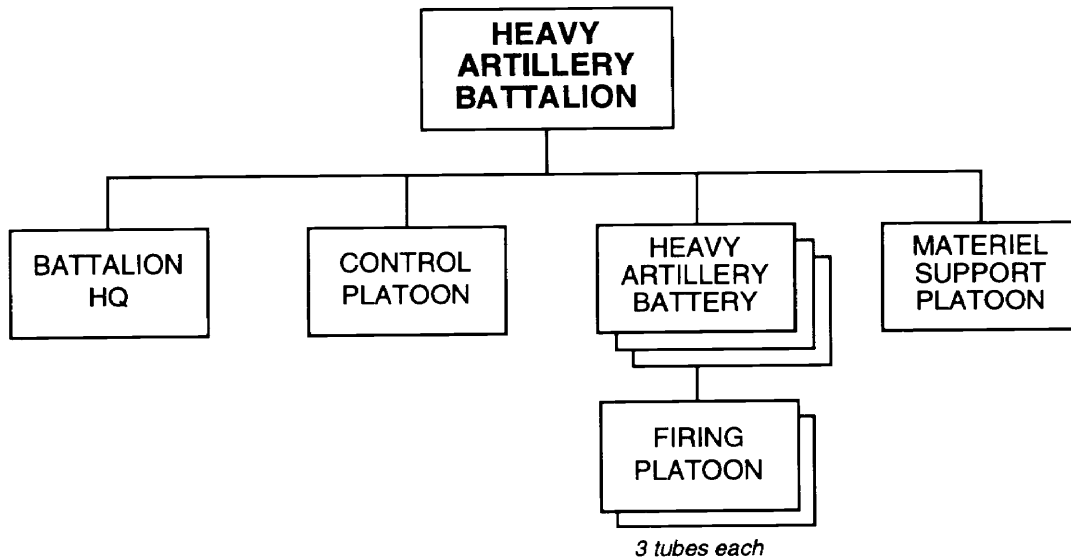 HEAVY
ARTILLERY
BATTALION
BATTALION
HQ
CONTROL
PLATOON
HEAVY
ARTILLERY
BATTERY
MATERIEL
SUPPORT
PLATOON
FIRING
PLATOON
3 tubes each